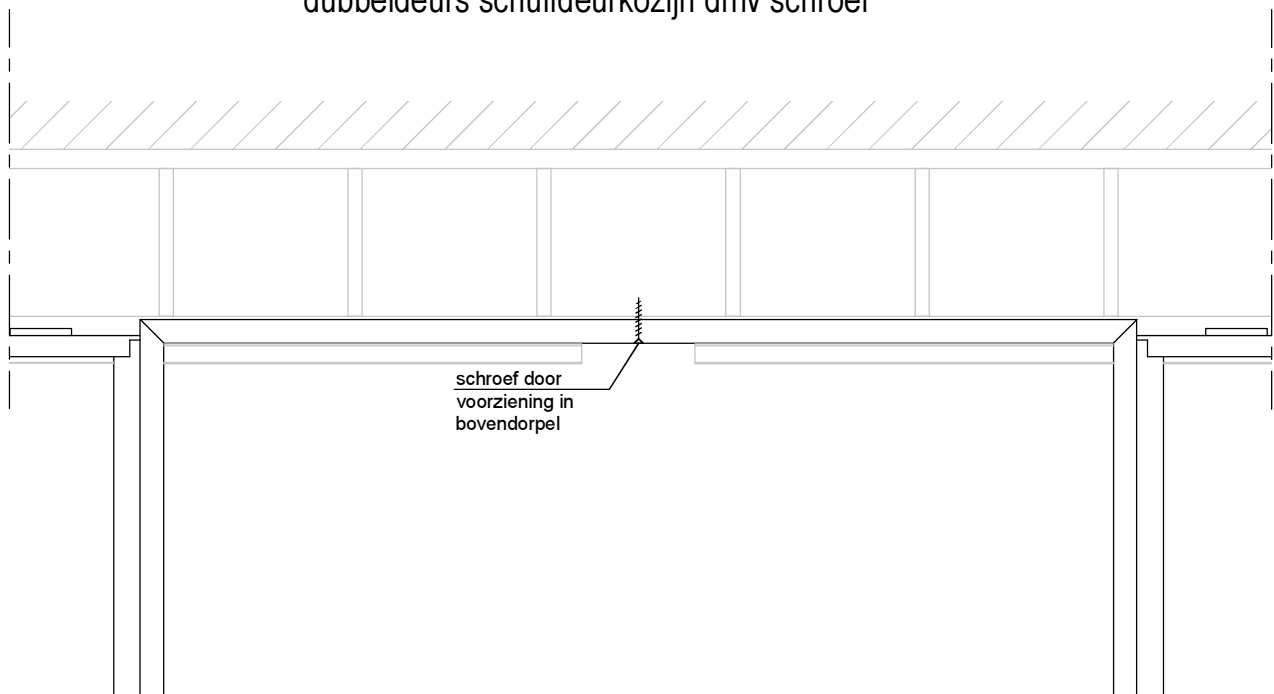 dubbeldeurs schuifdeurkozijn dmv schroef
schroef door
voorziening in
bovendorpel